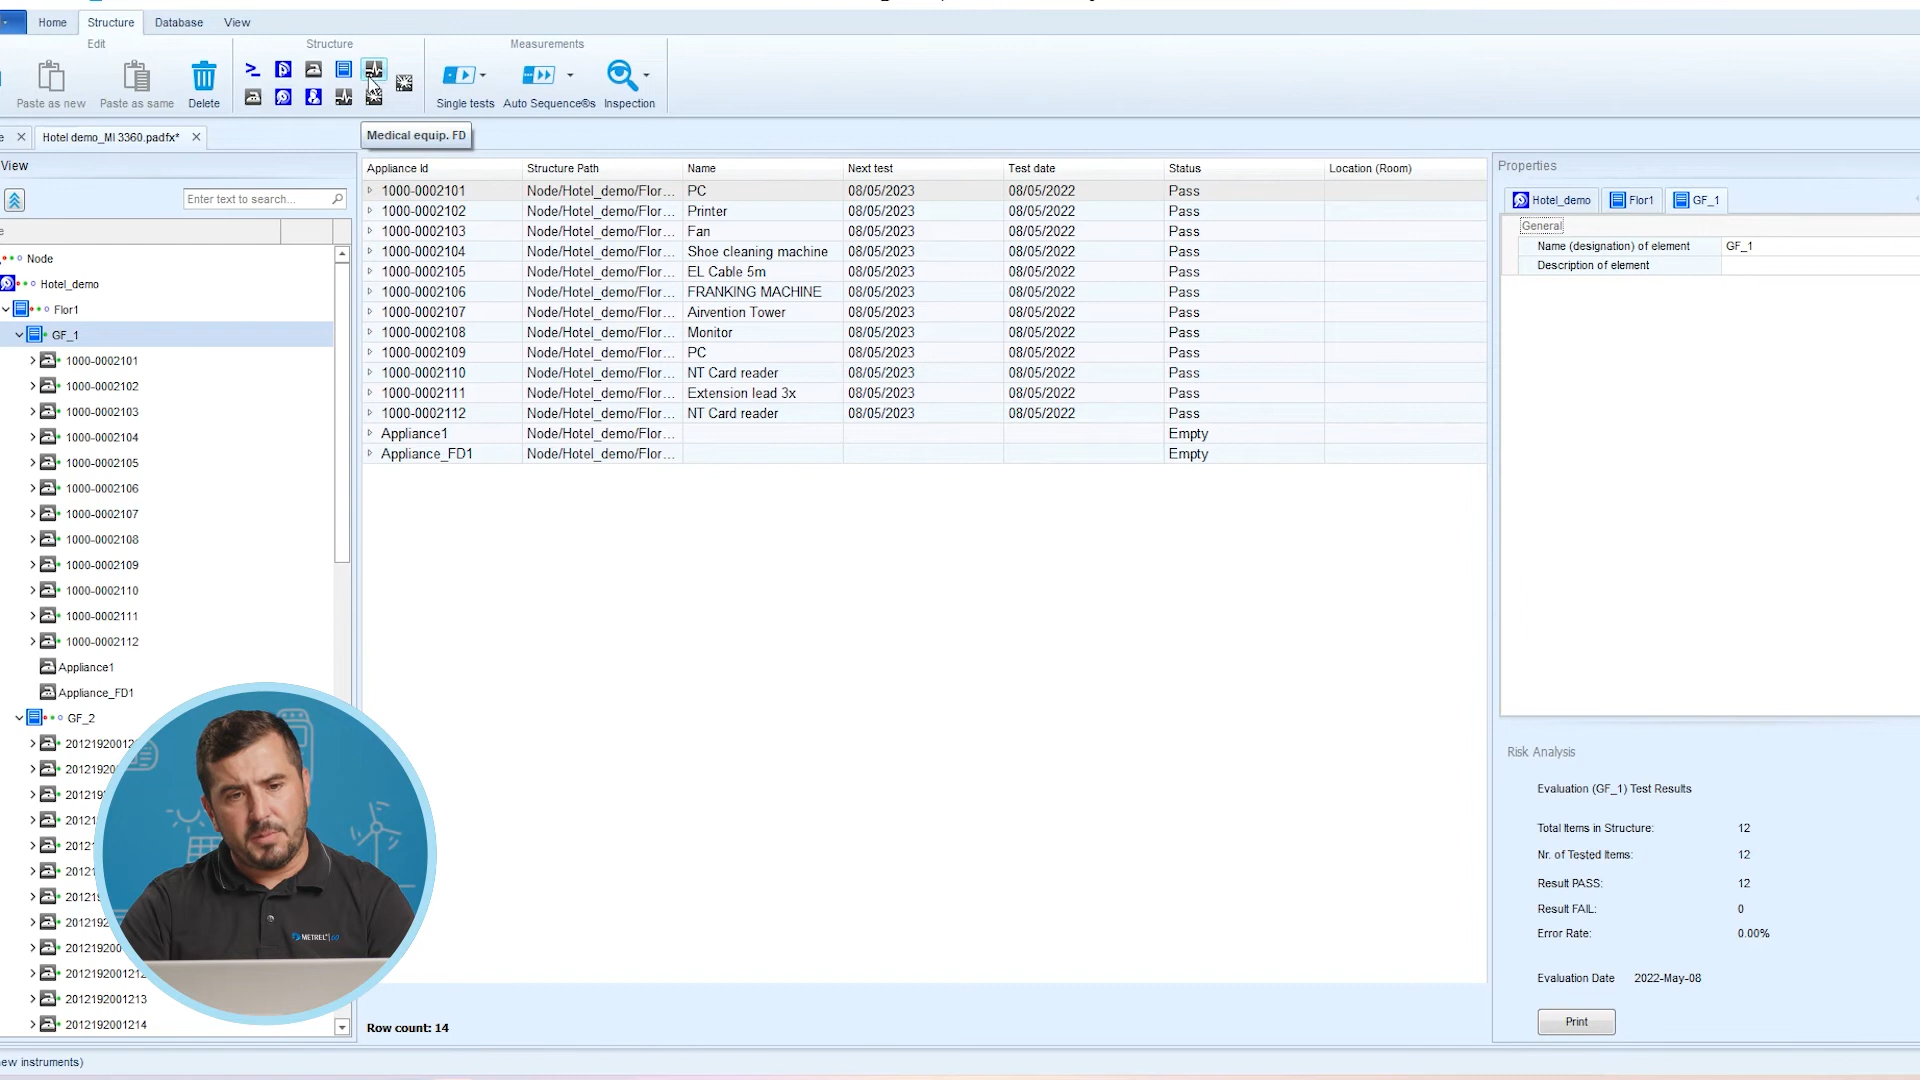 Home Structure Database View
Edit Structure Measurements
Paste as new Paste as same Delete Single tests Auto Sequence®s Inspection
Hotel demo_MI 3360.padfx*
Medical equip. FD
View
Enter text to search...
Node
Hotel_demo
Flor1
GF_1
1000-0002101
1000-0002102
1000-0002103
1000-0002104
1000-0002105
1000-0002106
1000-0002107
1000-0002108
1000-0002109
1000-0002110
1000-0002111
1000-0002112
Appliance1
Appliance_FD1
GF_2
2012192001213
2012192001214
Appliance Id Structure Path Name Next test Test date Status Location (Room)
1000-0002101 Node/Hotel_demo/Flor... PC 08/05/2023 08/05/2022 Pass
1000-0002102 Node/Hotel_demo/Flor... Printer 08/05/2023 08/05/2022 Pass
1000-0002103 Node/Hotel_demo/Flor... Fan 08/05/2023 08/05/2022 Pass
1000-0002104 Node/Hotel_demo/Flor... Shoe cleaning machine 08/05/2023 08/05/2022 Pass
1000-0002105 Node/Hotel_demo/Flor... EL Cable 5m 08/05/2023 08/05/2022 Pass
1000-0002106 Node/Hotel_demo/Flor... FRANKING MACHINE 08/05/2023 08/05/2022 Pass
1000-0002107 Node/Hotel_demo/Flor... Airvention Tower 08/05/2023 08/05/2022 Pass
1000-0002108 Node/Hotel_demo/Flor... Monitor 08/05/2023 08/05/2022 Pass
1000-0002109 Node/Hotel_demo/Flor... PC 08/05/2023 08/05/2022 Pass
1000-0002110 Node/Hotel_demo/Flor... NT Card reader 08/05/2023 08/05/2022 Pass
1000-0002111 Node/Hotel_demo/Flor... Extension lead 3x 08/05/2023 08/05/2022 Pass
1000-0002112 Node/Hotel_demo/Flor... NT Card reader 08/05/2023 08/05/2022 Pass
Appliance1 Node/Hotel_demo/Flor... Empty
Appliance_FD1 Node/Hotel_demo/Flor... Empty
Row count: 14
Properties
Hotel_demo Flor1 GF_1
General
Name (designation) of element GF_1
Description of element
Risk Analysis
Evaluation (GF_1) Test Results
Total Items in Structure: 12
Nr. of Tested Items: 12
Result PASS: 12
Result FAIL: 0
Error Rate: 0.00%
Evaluation Date 2022-May-08
Print
METREL
new instruments)